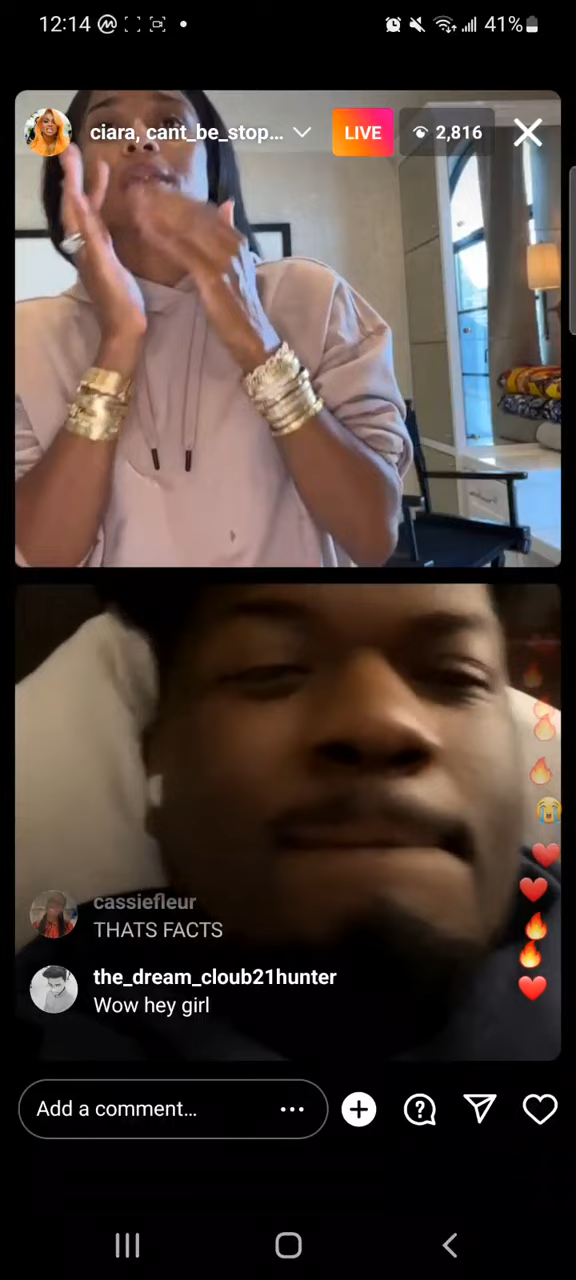 12:14
41%
ciara, cant_be_stop...
LIVE
2,816
cassiefleur
THATS FACTS
the_dream_cloub21hunter
Wow hey girl
Add a comment...